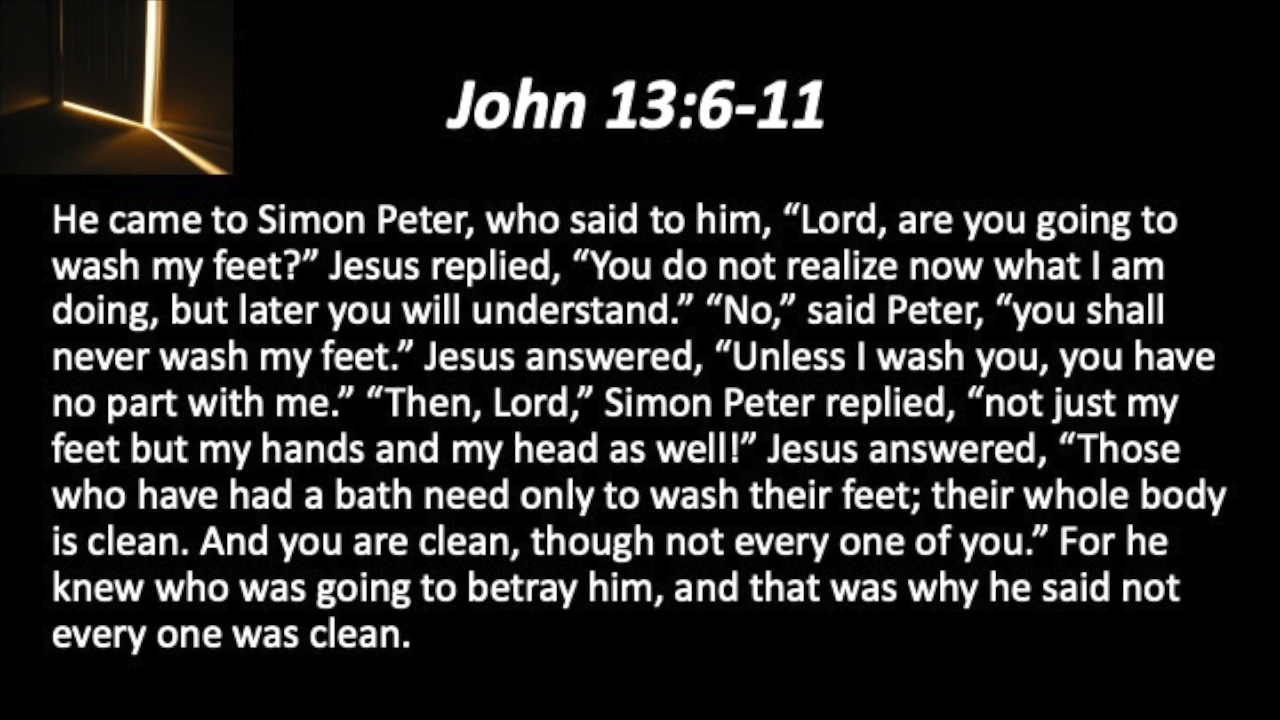 John 13:6-11
He came to Simon Peter, who said to him, “Lord, are you going to
wash my feet?” Jesus replied, “You do not realize now what I am
doing, but later you will understand.” “No,” said Peter, “you shall
never wash my feet.” Jesus answered, “Unless I wash you, you have
no part with me.” “Then, Lord,” Simon Peter replied, “not just my
feet but my hands and my head as well!” Jesus answered, “Those
who have had a bath need only to wash their feet; their whole body
is clean. And you are clean, though not every one of you.” For he
knew who was going to betray him, and that was why he said not
every one was clean.